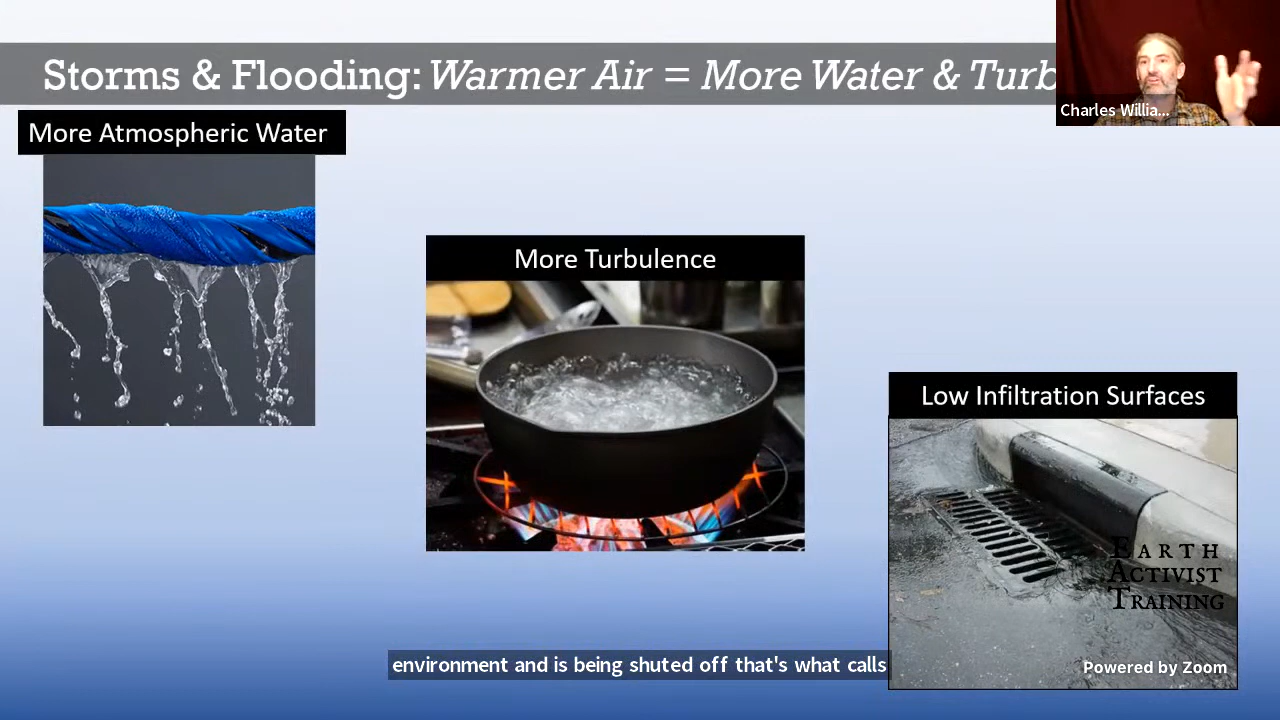 Storms & Flooding: Warmer Air = More Water & Turb
Charles Willia...
More Atmospheric Water
More Turbulence
Low Infiltration Surfaces
EARTH
ACTIVIST
TRAINING
environment and is being shuted off that's what calls
Powered by Zoom